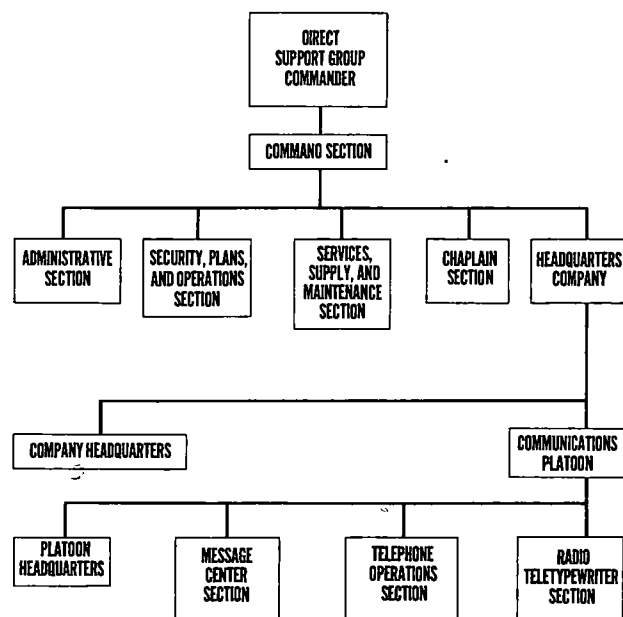 DIRECT
SUPPORT GROUP
COMMANDER
COMMANO SECTION
ADMINISTRATIVE
SECTION
SECURITY, PLANS,
AND OPERATIONS
SECTION
SERVICES,
SUPPLY, AND
MAINTENANCE
SECTION
CHAPLAIN
SECTION
HEADQUARTERS
COMPANY
COMPANY HEADQUARTERS
COMMUNICATIONS
PLATOON
PLATOON
HEADQUARTERS
MESSAGE
CENTER
SECTION
TELEPHONE
OPERATIONS
SECTION
RADIO
TELETYPEWRITER
SECTION